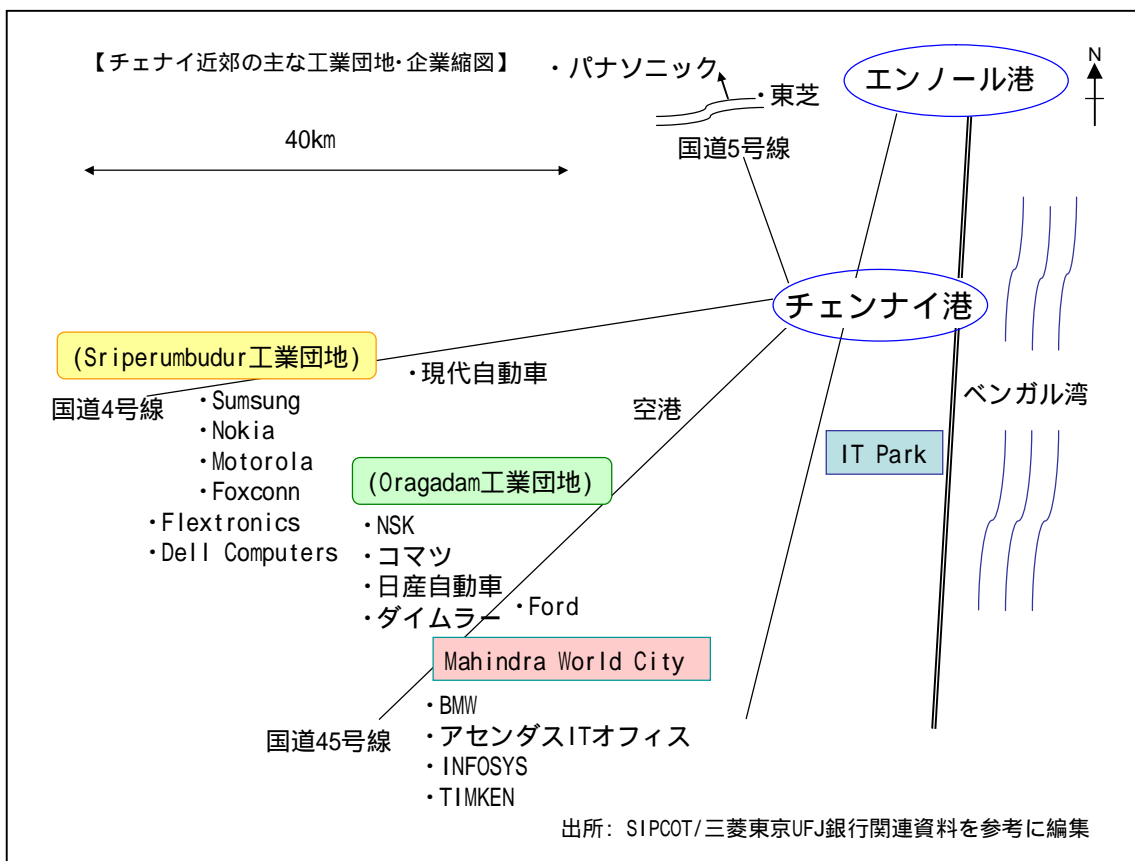 【チェナイ近郊の主な工業団地・企業縮図】
・パナソニック
エンノール港
N
・東芝
40km
国道5号線
チェンナイ港
(Sriperumbudur工業団地)
・現代自動車
国道4号線
・Sumsung
・Nokia
・Motorola
・Foxconn
・Flextronics
・Dell Computers
空港
ベンガル湾
IT Park
(Oragadam工業団地)
・NSK
・コマツ
・日産自動車
・ダイムラー
・Ford
Mahindra World City
・BMW
・アセンダスITオフィス
・INFOSYS
・TIMKEN
国道45号線
出所: SIPCOT/三菱東京UFJ銀行関連資料を参考に編集